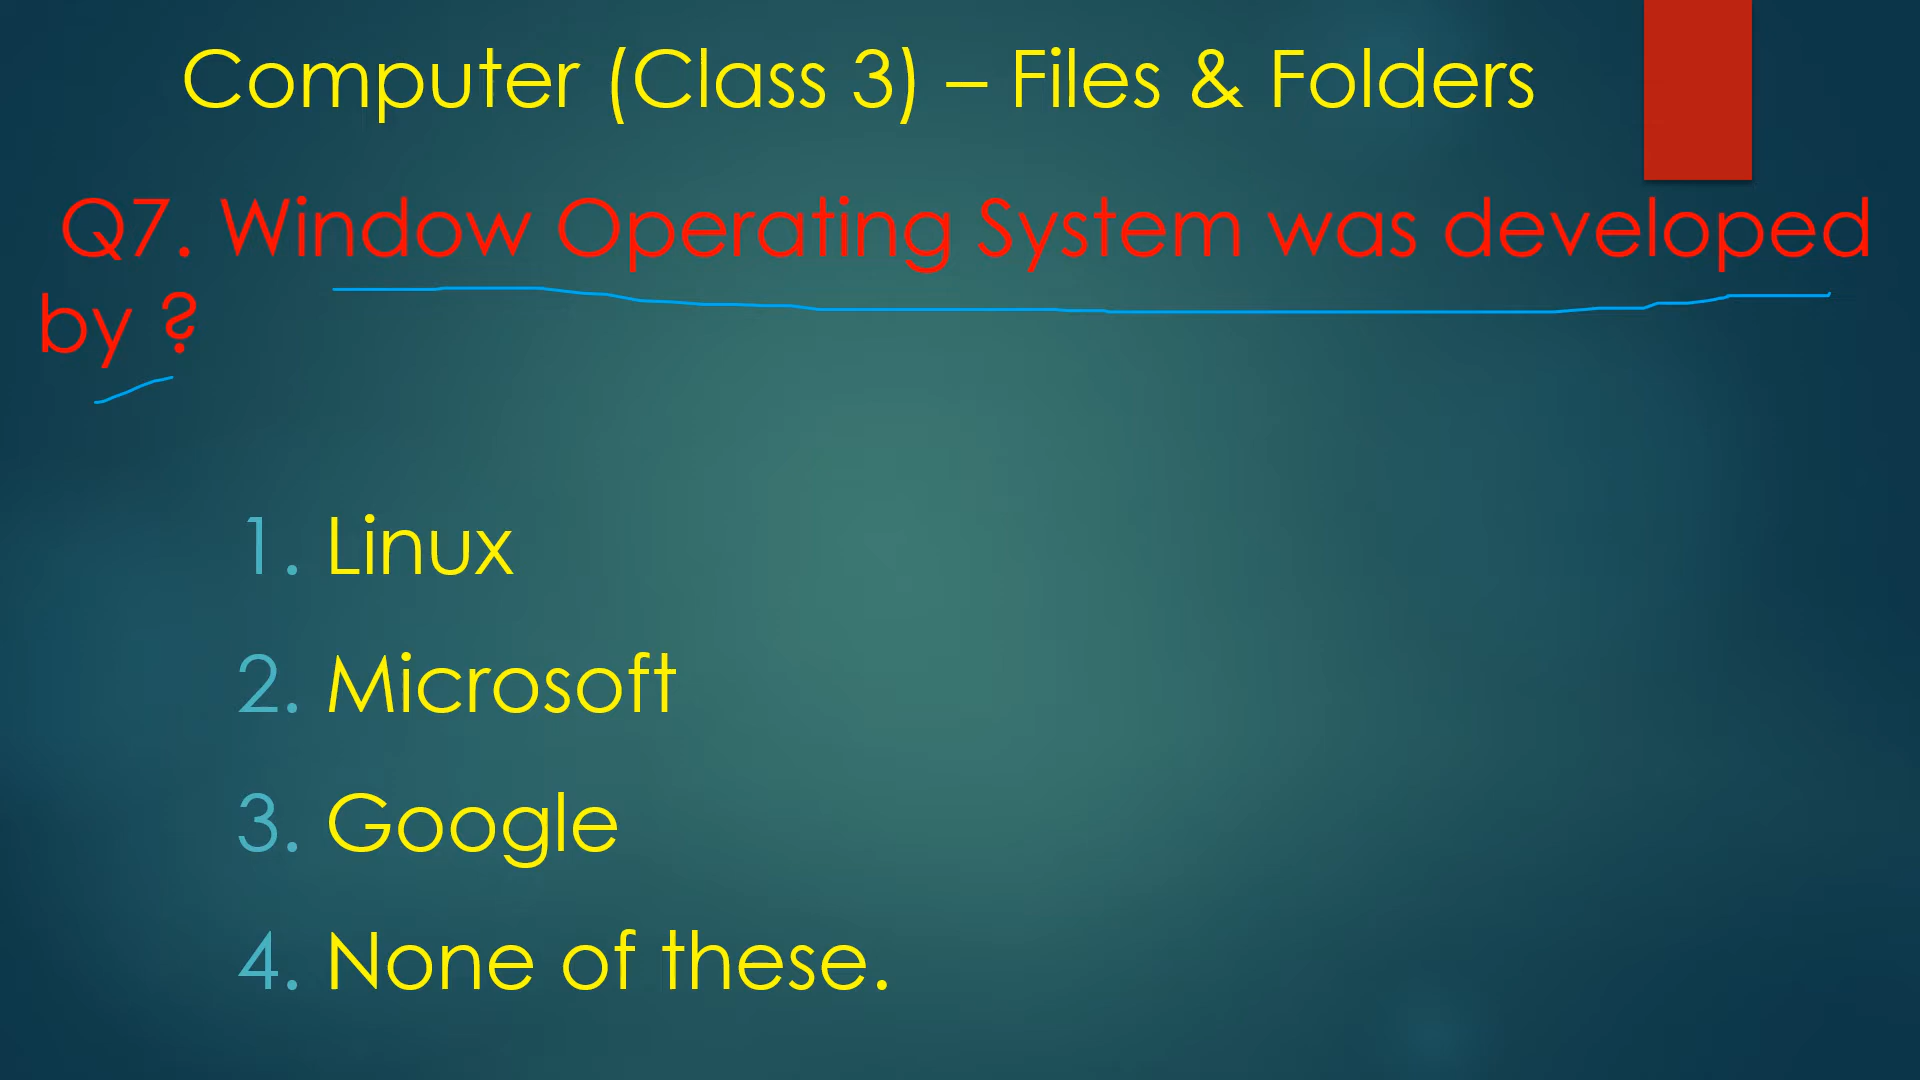 Computer (Class 3) – Files & Folders
Q7. Window Operating System was developed
by ?
1. Linux
2. Microsoft
3. Google
4. None of these.